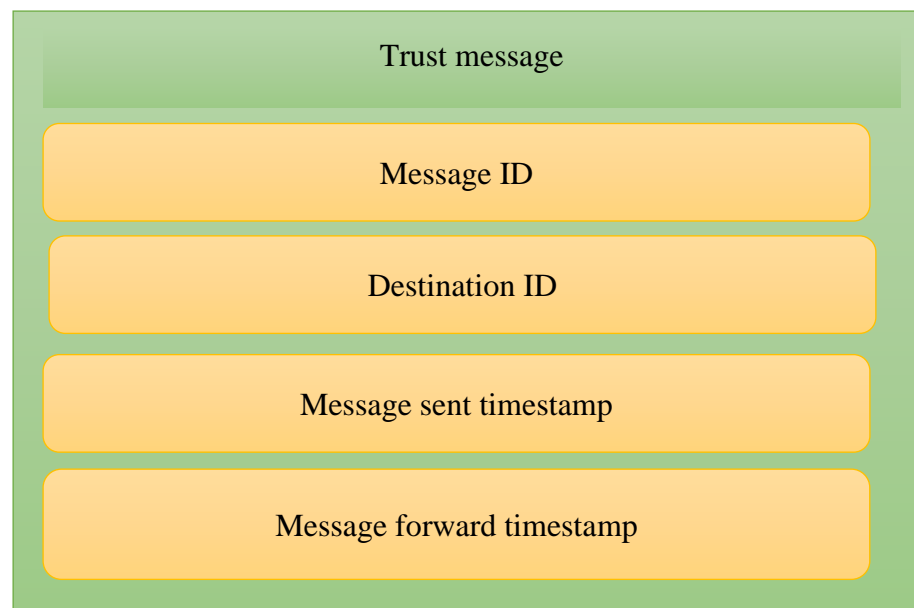 Trust message
Message ID
Destination ID
Message sent timestamp
Message forward timestamp